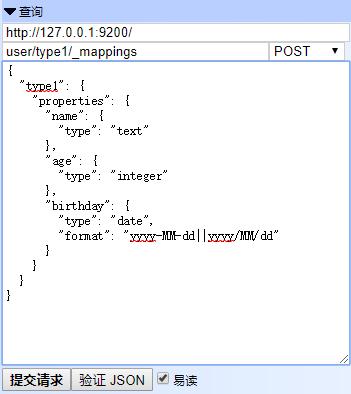 查询
http://127.0.0.1:9200/
user/type1/_mappings POST
{
"type1": {
"properties": {
"name": {
"type": "text"
},
"age": {
"type": "integer"
},
"birthday": {
"type": "date",
"format": "yyyy-MM-dd||yyyy/MM/dd"
}
}
}
}
提交请求 验证 JSON 易读